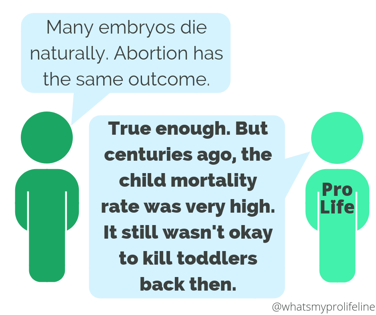 Many embryos die
naturally. Abortion has
the same outcome.
True enough. But
centuries ago, the
child mortality
rate was very high.
It still wasn't okay
to kill toddlers
back then.
Pro
Life
@whatsmyprolifeline